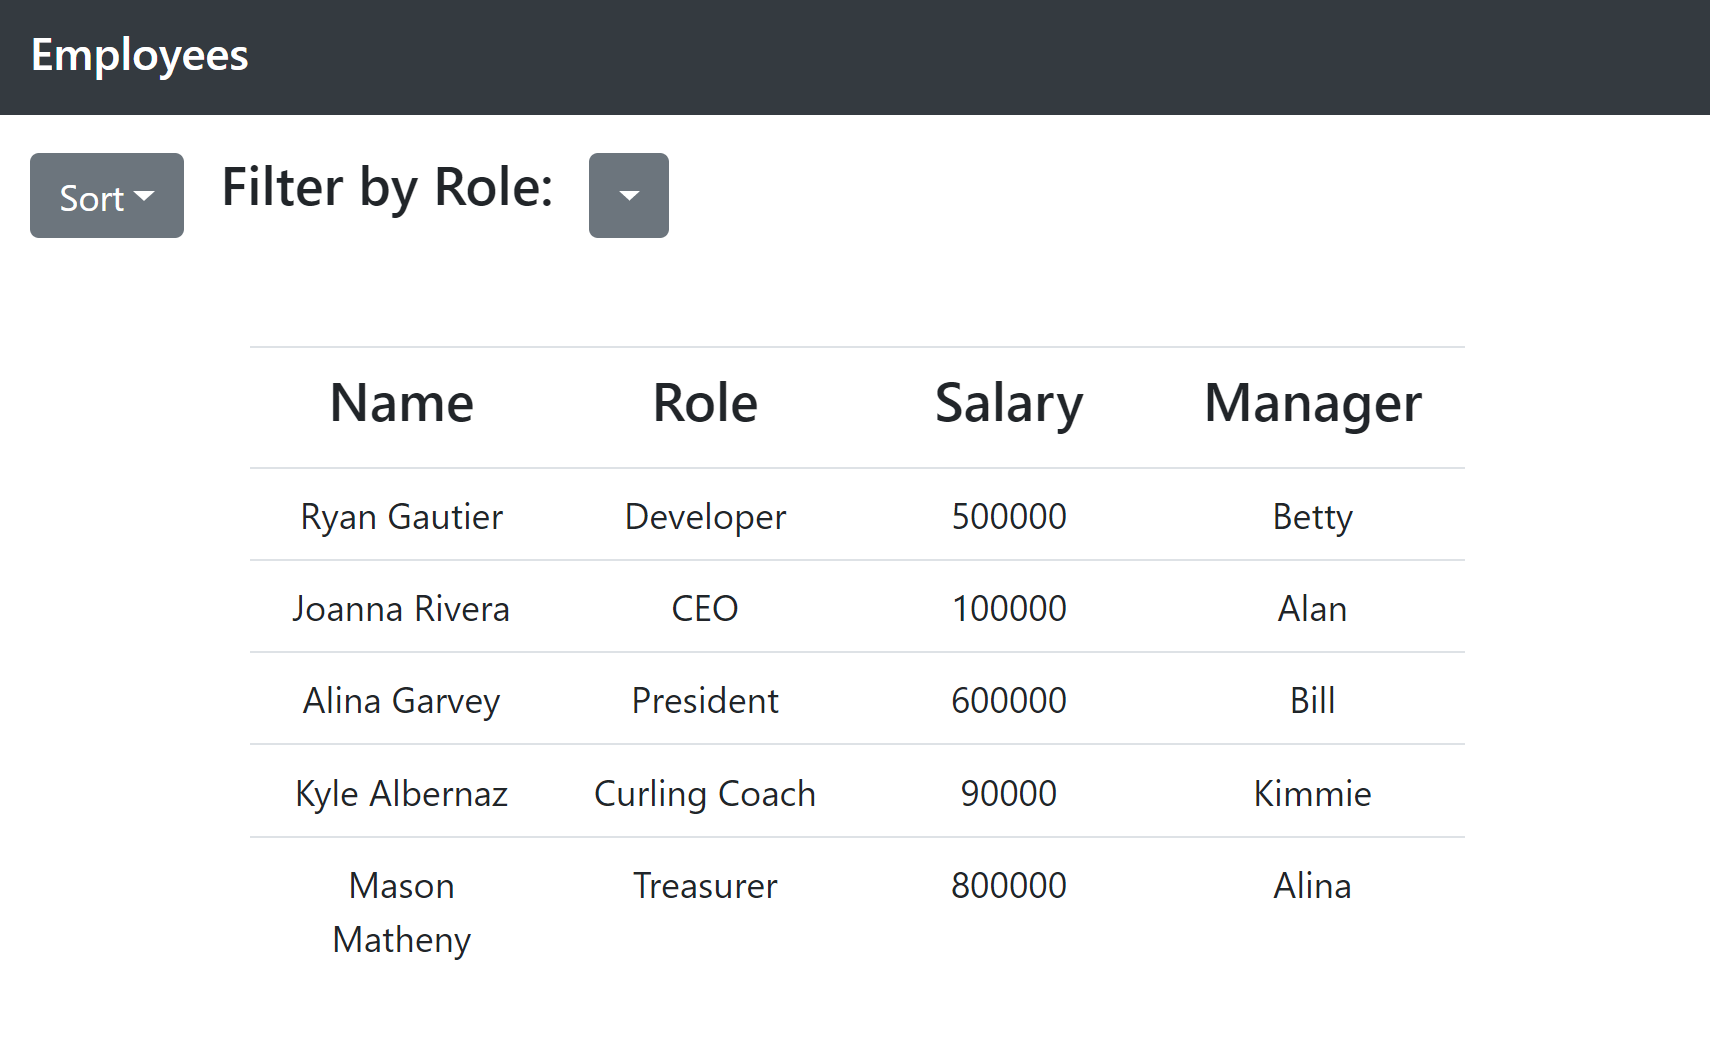 Employees
Sort Filter by Role:
Name Role Salary Manager
Ryan Gautier Developer 500000 Betty
Joanna Rivera CEO 100000 Alan
Alina Garvey President 600000 Bill
Kyle Albernaz Curling Coach 90000 Kimmie
Mason Treasurer 800000 Alina
Matheny